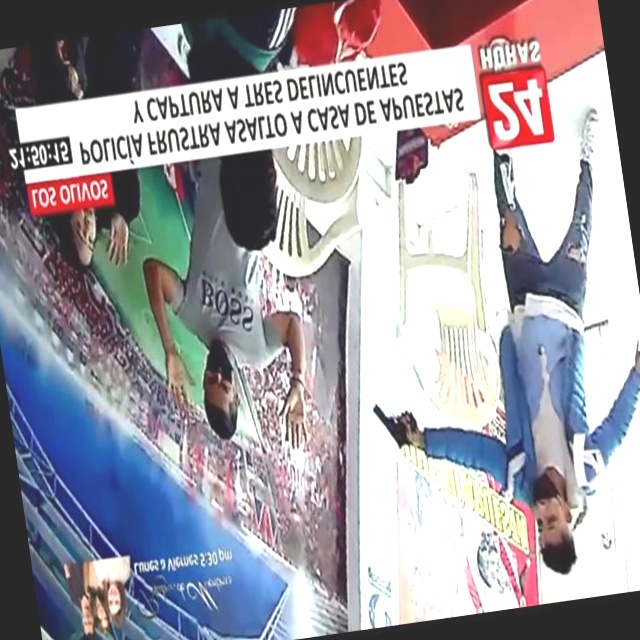 24
HORAS
21:50:15 POLICÍA FRUSTRA ASALTO A CASA DE APUESTAS
Y CAPTURA A TRES DELINCUENTES
LOS OLIVOS
BOSS
Lunes a Viernes 5:30 pm